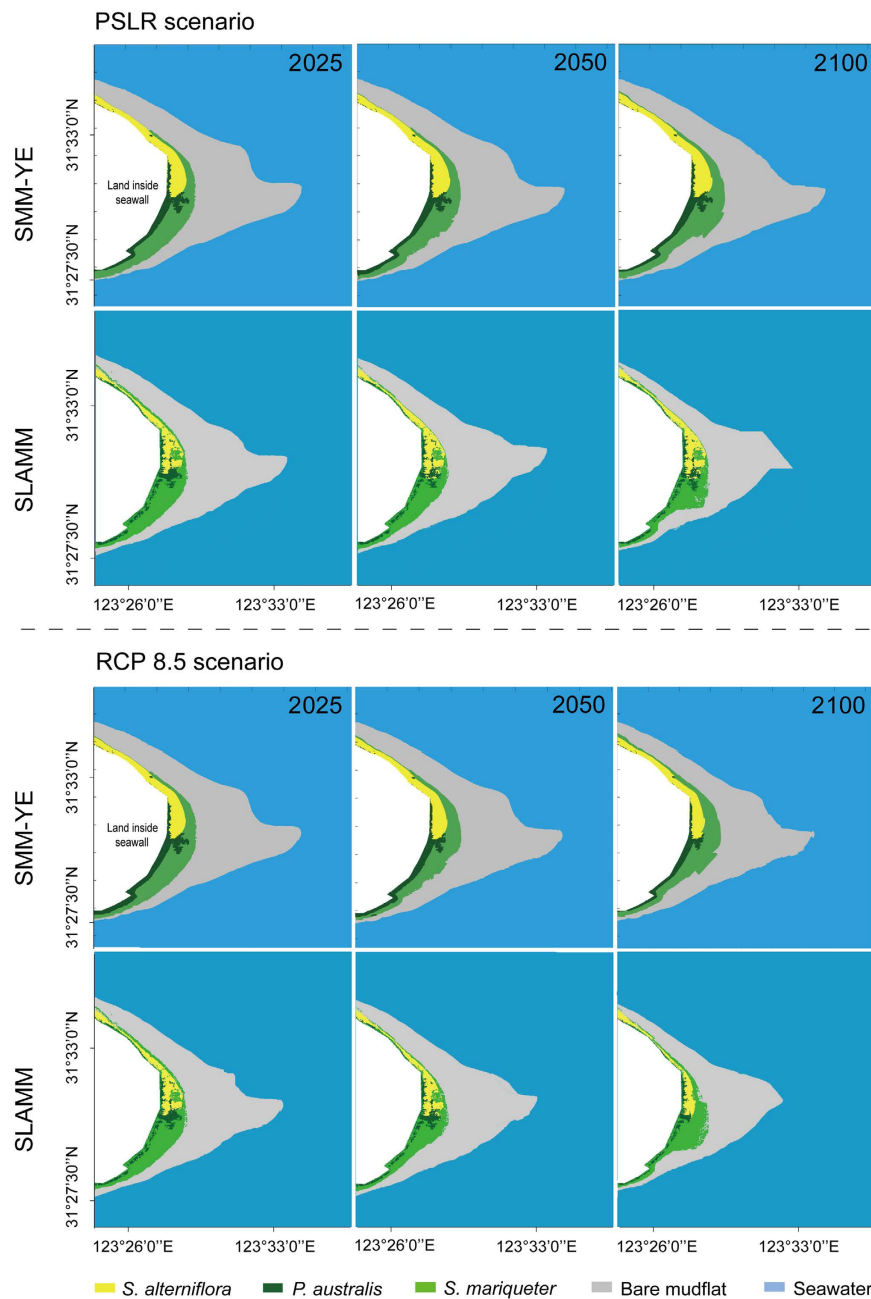 PSLR scenario
2025
2050
2100
SMM-YE
31°33'0''N
31°27'30''N
Land inside
seawall
SLAMM
31°33'0''N
31°27'30''N
123°26'0''E
123°33'0''E
123°26'0''E
123°33'0''E
123°26'0''E
123°33'0''E
RCP 8.5 scenario
2025
2050
2100
SMM-YE
31°33'0''N
31°27'30''N
Land inside
seawall
SLAMM
31°33'0''N
31°27'30''N
123°26'0''E
123°33'0''E
123°26'0''E
123°33'0''E
123°26'0''E
123°33'0''E
S. alterniflora
P. australis
S. mariqueter
Bare mudflat
Seawater